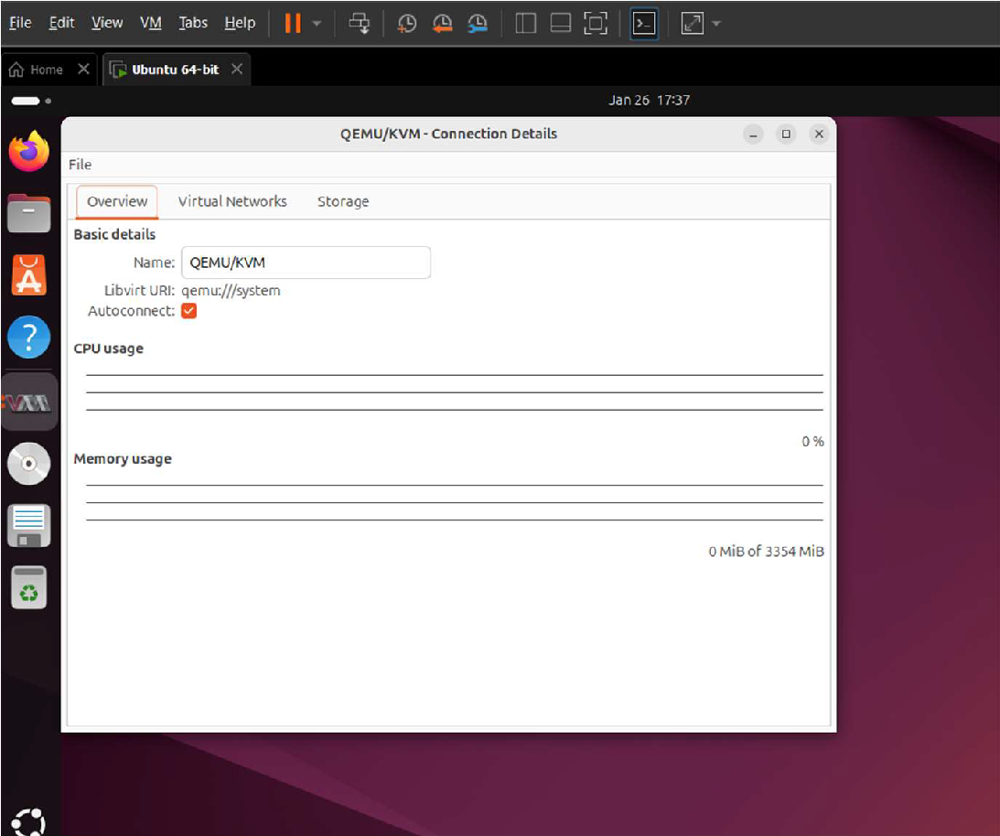 File Edit View VM Tabs Help
Home Ubuntu 64-bit
Jan 26 17:37
QEMU/KVM - Connection Details
File
Overview Virtual Networks Storage
Basic details
Name: QEMU/KVM
Libvirt URI: qemu:///system
Autoconnect:
CPU usage
0 %
Memory usage
0 MiB of 3354 MiB